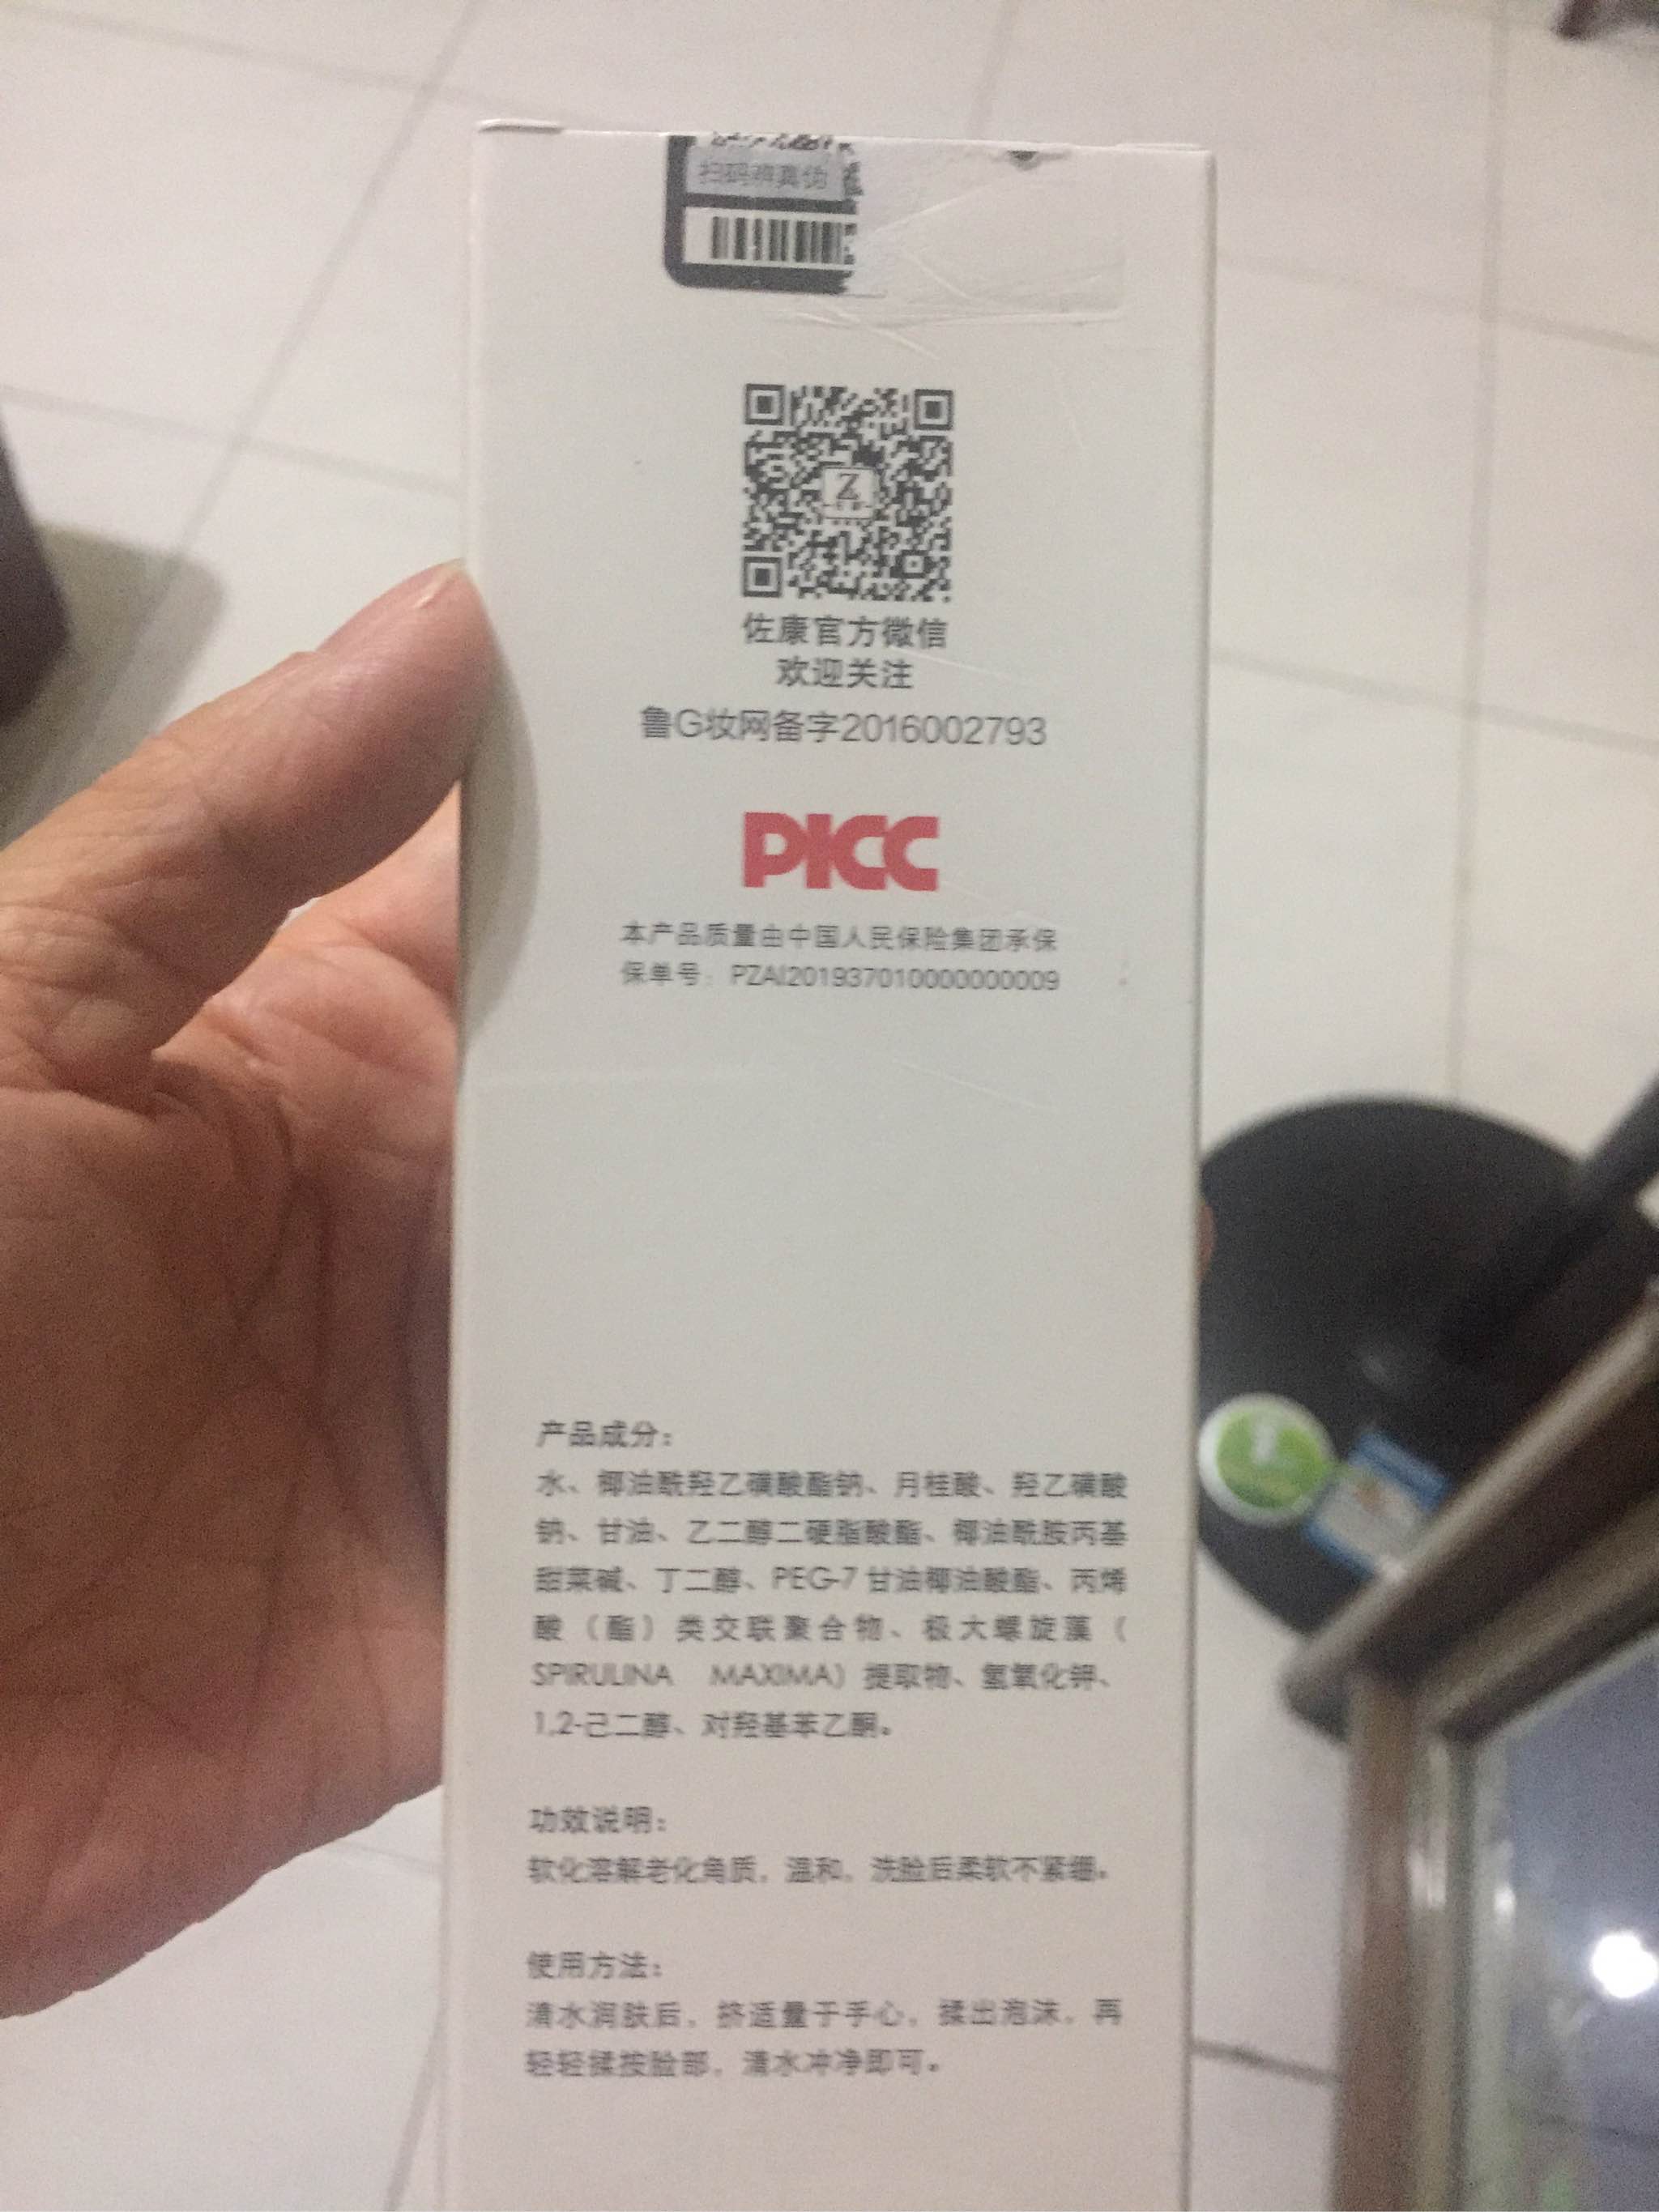 扫码辨真伪
Z
佐康官方微信
欢迎关注
鲁G妆网备字2016002793
PICC
本产品质量由中国人民保险集团承保
保单号：PZAI201937010000000009
产品成分：
水、椰油酰羟乙磺酸酯钠、月桂酸、羟乙磺酸
钠、甘油、乙二醇二硬脂酸酯、椰油酰胺丙基
甜菜碱、丁二醇、PEG-7 甘油椰油酸酯、丙烯
酸（酯）类交联聚合物、极大螺旋藻（
SPIRULINA MAXIMA）提取物、氢氧化钾、
1,2-己二醇、对羟基苯乙酮。
功效说明：
软化溶解老化角质，温和，洗脸后柔软不紧绷。
使用方法：
清水润肤后，挤适量于手心，揉出泡沫，再
轻轻揉按脸部，清水冲净即可。